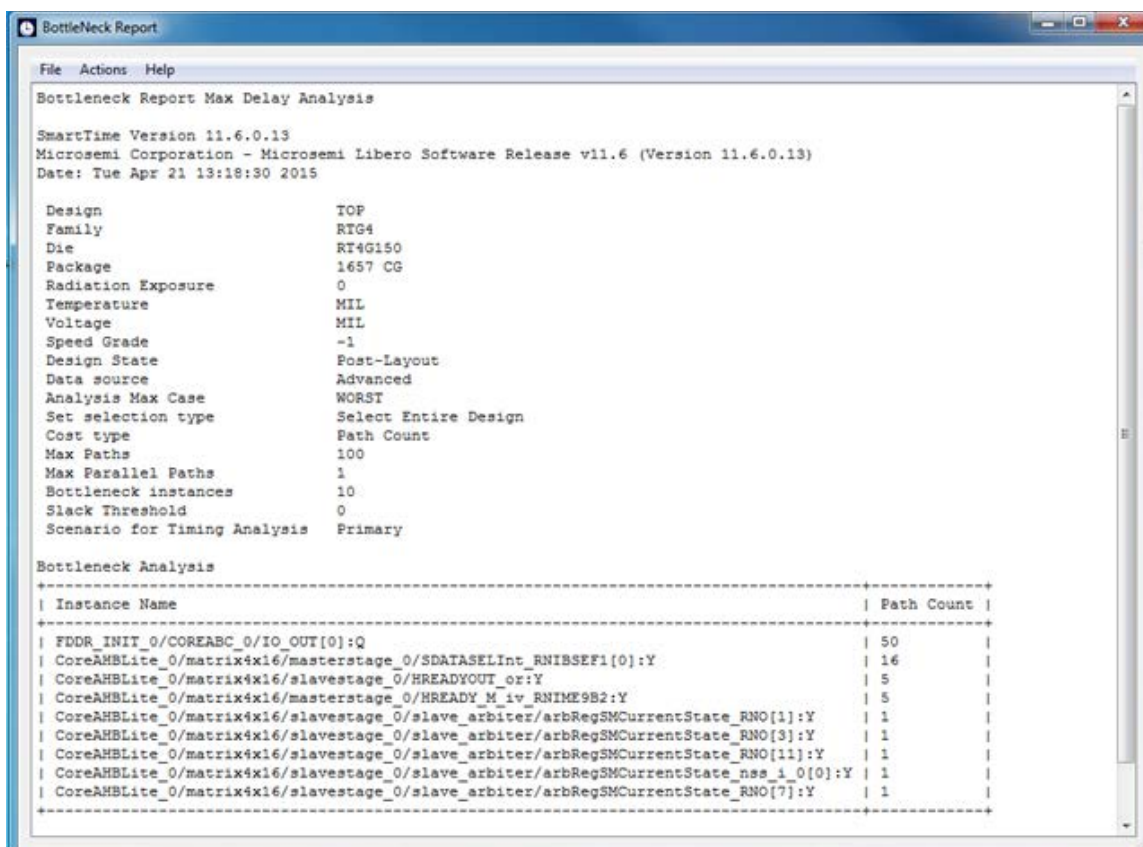 BottleNeck Report
File Actions Help
Bottleneck Report Max Delay Analysis
SmartTime Version 11.6.0.13
Microsemi Corporation - Microsemi Libero Software Release v11.6 (Version 11.6.0.13)
Date: Tue Apr 21 13:18:30 2015
Design TOP
Family RTG4
Die RT4G150
Package 1657 CG
Radiation Exposure 0
Temperature MIL
Voltage MIL
Speed Grade -1
Design State Post-Layout
Data source Advanced
Analysis Max Case WORST
Set selection type Select Entire Design
Cost type Path Count
Max Paths 100
Max Parallel Paths 1
Bottleneck instances 10
Slack Threshold 0
Scenario for Timing Analysis Primary
Bottleneck Analysis
| Instance Name | Path Count |
| FDDR_INIT_0/COREABC_0/IO_OUT[0]:Q | 50 |
| CoreAHBLite_0/matrix4x16/masterstage_0/SDATASELInt_RNIBSEF1[0]:Y | 16 |
| CoreAHBLite_0/matrix4x16/slavestage_0/HREADYOUT_or:Y | 5 |
| CoreAHBLite_0/matrix4x16/masterstage_0/HREADY_M_iv_RNIME9B2:Y | 5 |
| CoreAHBLite_0/matrix4x16/slavestage_0/slave_arbiter/arbRegSMCurrentState_RNO[1]:Y | 1 |
| CoreAHBLite_0/matrix4x16/slavestage_0/slave_arbiter/arbRegSMCurrentState_RNO[3]:Y | 1 |
| CoreAHBLite_0/matrix4x16/slavestage_0/slave_arbiter/arbRegSMCurrentState_RNO[11]:Y | 1 |
| CoreAHBLite_0/matrix4x16/slavestage_0/slave_arbiter/arbRegSMCurrentState_nss_i_0[0]:Y | 1 |
| CoreAHBLite_0/matrix4x16/slavestage_0/slave_arbiter/arbRegSMCurrentState_RNO[7]:Y | 1 |